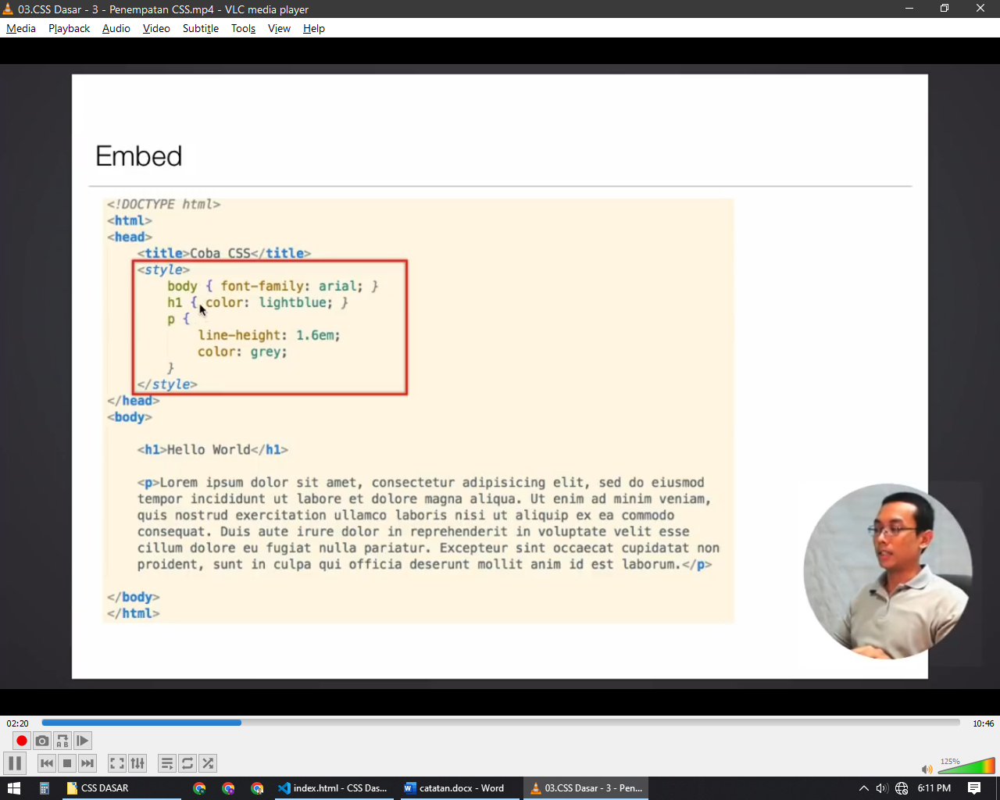 03.CSS Dasar - 3 - Penempatan CSS.mp4 - VLC media player
Media Playback Audio Video Subtitle Tools View Help
Embed
<!DOCTYPE html>
<html>
<head>
    <title>Coba CSS</title>
    <style>
        body { font-family: arial; }
        h1 { color: lightblue; }
        p {
            line-height: 1.6em;
            color: grey;
        }
    </style>
</head>
<body>
    <h1>Hello World</h1>
    <p>Lorem ipsum dolor sit amet, consectetur adipisicing elit, sed do eiusmod
    tempor incididunt ut labore et dolore magna aliqua. Ut enim ad minim veniam,
    quis nostrud exercitation ullamco laboris nisi ut aliquip ex ea commodo
    consequat. Duis aute irure dolor in reprehenderit in voluptate velit esse
    cillum dolore eu fugiat nulla pariatur. Excepteur sint occaecat cupidatat non
    proident, sunt in culpa qui officia deserunt mollit anim id est laborum.</p>
</body>
</html>
02:20 10:46
A B
125%
CSS DASAR index.html - CSS Das... catatan.docx - Word 03.CSS Dasar - 3 - Pen... 6:11 PM